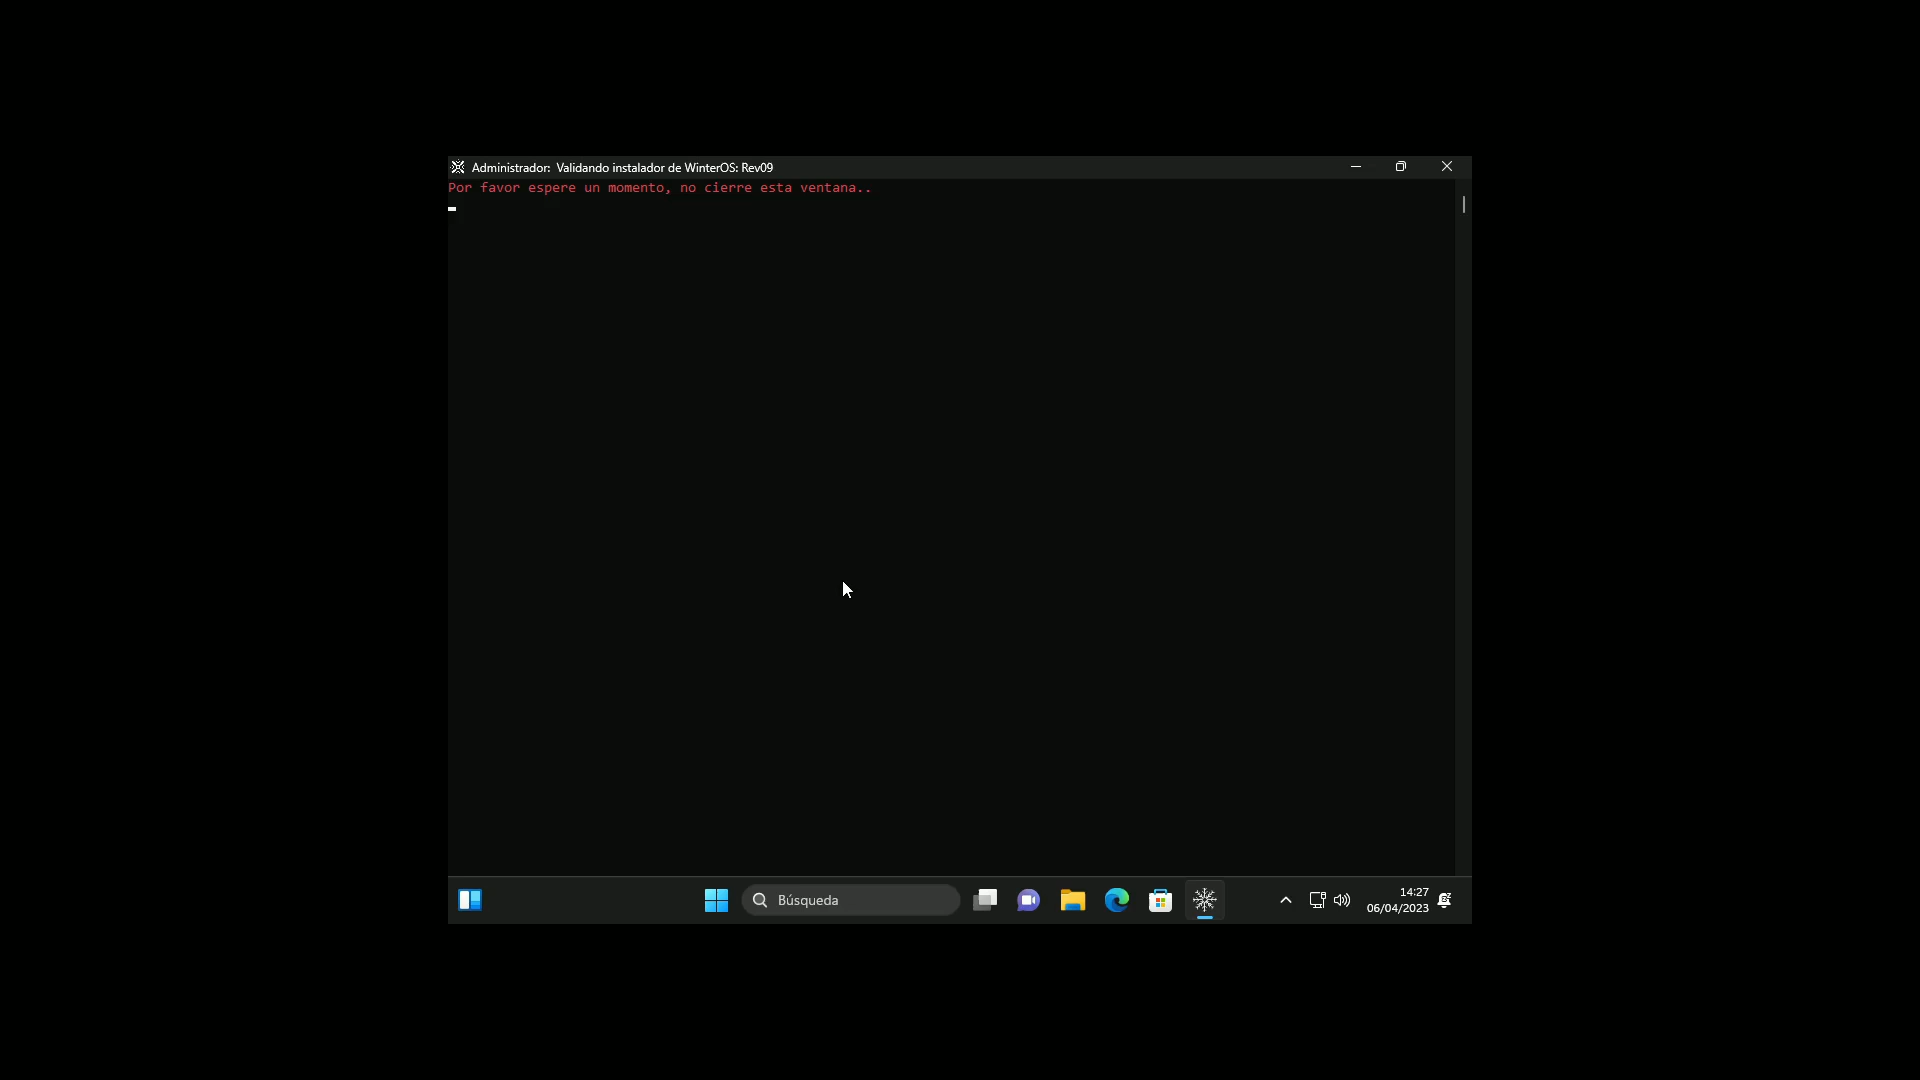 Administrador: Validando instalador de WinterOS: Rev09
Por favor espere un momento, no cierre esta ventana..
Búsqueda
14:27
06/04/2023